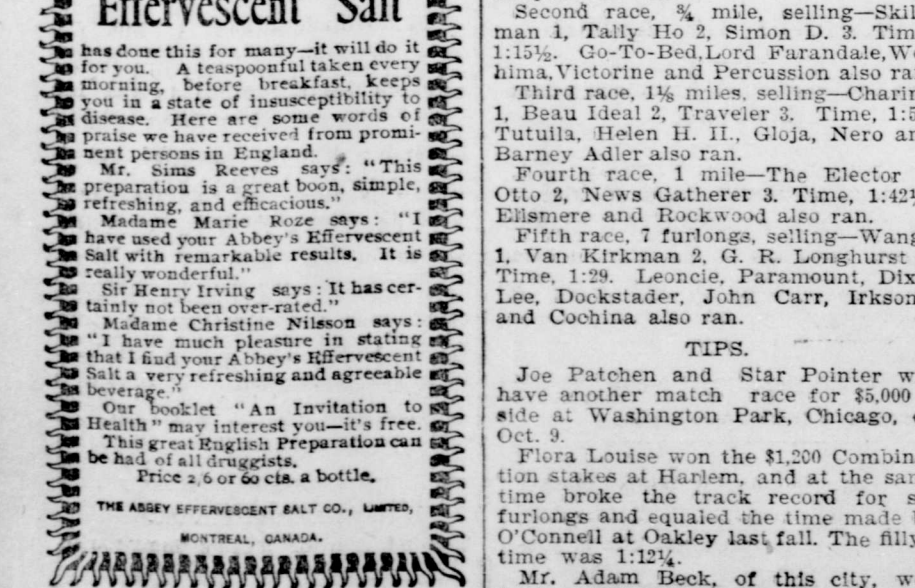 Effervescent Salt
has done this for many—it will do it
for you. A teaspoonful taken every
morning, before breakfast, keeps
you in a state of insusceptibility to
disease. Here are some words of
praise we have received from promi-
nent persons in England.
Mr. Sims Reeves says: "This
preparation is a great boon, simple,
refreshing, and efficacious."
Madame Marie Roze says: "I
have used your Abbey's Effervescent
Salt with remarkable results. It is
really wonderful."
Sir Henry Irving says: "It has cer-
tainly not been over-rated."
Madame Christine Nilsson says:
"I have much pleasure in stating
that I find your Abbey's Effervescent
Salt a very refreshing and agreeable
beverage."
Our booklet "An Invitation to
Health" may interest you—it's free.
This great English Preparation can
be had of all druggists.
Price 2/6 or 60 cts. a bottle.
THE ABBEY EFFERVESCENT SALT CO., LIMITED,
MONTREAL, CANADA.
Second race, ¾ mile, selling—Skil
man 1, Tally Ho 2, Simon D. 3. Tim
1:15½. Go-To-Bed, Lord Farandale, W
hima, Victorine and Percussion also ra
Third race, 1⅛ miles, selling—Charin
1, Beau Ideal 2, Traveler 3. Time, 1:5
Tutuila, Helen H. II., Gloja, Nero an
Barney Adler also ran.
Fourth race, 1 mile—The Elector
Otto 2, News Gatherer 3. Time, 1:42
Ellsmere and Rockwood also ran.
Fifth race, 7 furlongs, selling—Wang
1, Van Kirkman 2, G. R. Longhurst
Time, 1:29. Leoncie, Paramount, Dix
Lee, Dockstader, John Carr, Irkson
and Cochina also ran.
TIPS.
Joe Patchen and Star Pointer w
have another match race for $5,000
side at Washington Park, Chicago,
Oct. 9.
Flora Louise won the $1,200 Combin
tion stakes at Harlem, and at the sam
time broke the track record for s
furlongs and equaled the time made
O'Connell at Oakley last fall. The filly
time was 1:12¼.
Mr. Adam Beck, of this city, w